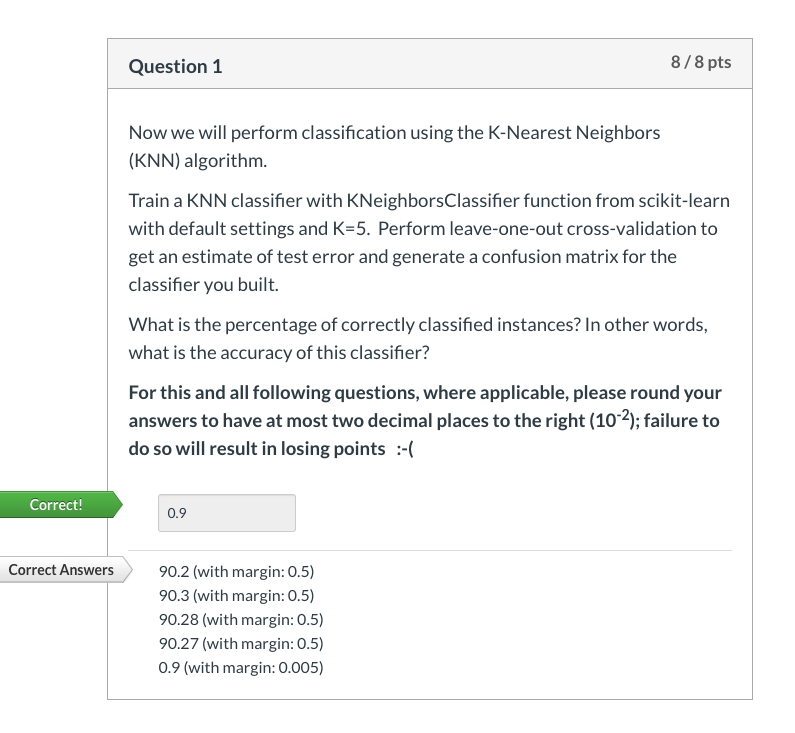 Question 1
8 / 8 pts
Now we will perform classification using the K-Nearest Neighbors
(KNN) algorithm.
Train a KNN classifier with KNeighborsClassifier function from scikit-learn
with default settings and K=5.  Perform leave-one-out cross-validation to
get an estimate of test error and generate a confusion matrix for the
classifier you built.
What is the percentage of correctly classified instances? In other words,
what is the accuracy of this classifier?
For this and all following questions, where applicable, please round your
answers to have at most two decimal places to the right (10⁻²); failure to
do so will result in losing points  :-(
Correct!
0.9
Correct Answers
90.2 (with margin: 0.5)
90.3 (with margin: 0.5)
90.28 (with margin: 0.5)
90.27 (with margin: 0.5)
0.9 (with margin: 0.005)